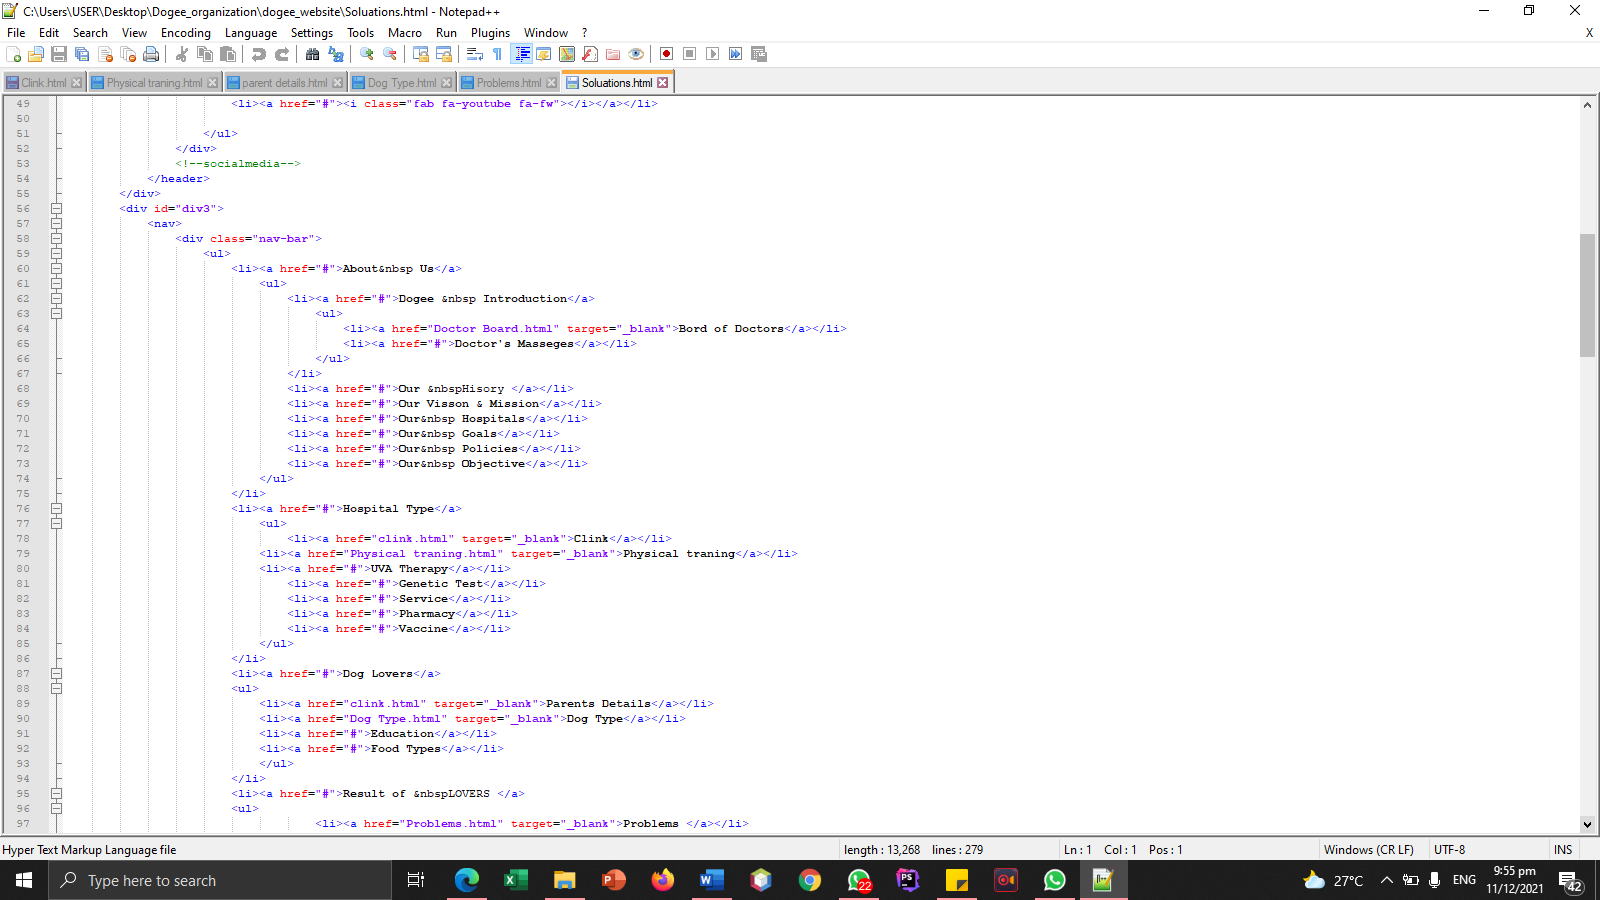 C:\Users\USER\Desktop\Dogee_organization\dogee_website\Soluations.html - Notepad++
File Edit Search View Encoding Language Settings Tools Macro Run Plugins Window ? X
Clink.html Physical traning.html parent details.html Dog Type.html Problems.html Soluations.html
49 <li><a href="#"><i class="fab fa-youtube fa-fw"></i></a></li>
50
51 </ul>
52 </div>
53 <!--socialmedia-->
54 </header>
55 </div>
56 <div id="div3">
57 <nav>
58 <div class="nav-bar">
59 <ul>
60 <li><a href="#">About&nbsp Us</a>
61 <ul>
62 <li><a href="#">Dogee &nbsp Introduction</a>
63 <ul>
64 <li><a href="Doctor Board.html" target="_blank">Bord of Doctors</a></li>
65 <li><a href="#">Doctor's Masseges</a></li>
66 </ul>
67 </li>
68 <li><a href="#">Our &nbspHisory </a></li>
69 <li><a href="#">Our Visson & Mission</a></li>
70 <li><a href="#">Our&nbsp Hospitals</a></li>
71 <li><a href="#">Our&nbsp Goals</a></li>
72 <li><a href="#">Our&nbsp Policies</a></li>
73 <li><a href="#">Our&nbsp Objective</a></li>
74 </ul>
75 </li>
76 <li><a href="#">Hospital Type</a>
77 <ul>
78 <li><a href="clink.html" target="_blank">Clink</a></li>
79 <li><a href="Physical traning.html" target="_blank">Physical traning</a></li>
80 <li><a href="#">UVA Therapy</a></li>
81 <li><a href="#">Genetic Test</a></li>
82 <li><a href="#">Service</a></li>
83 <li><a href="#">Pharmacy</a></li>
84 <li><a href="#">Vaccine</a></li>
85 </ul>
86 </li>
87 <li><a href="#">Dog Lovers</a>
88 <ul>
89 <li><a href="clink.html" target="_blank">Parents Details</a></li>
90 <li><a href="Dog Type.html" target="_blank">Dog Type</a></li>
91 <li><a href="#">Education</a></li>
92 <li><a href="#">Food Types</a></li>
93 </ul>
94 </li>
95 <li><a href="#">Result of &nbspLOVERS </a>
96 <ul>
97 <li><a href="Problems.html" target="_blank">Problems </a></li>
Hyper Text Markup Language file length : 13,268 lines : 279 Ln : 1 Col : 1 Pos : 1 Windows (CR LF) UTF-8 INS
Type here to search 22 27°C ENG 9:55 pm 42
11/12/2021